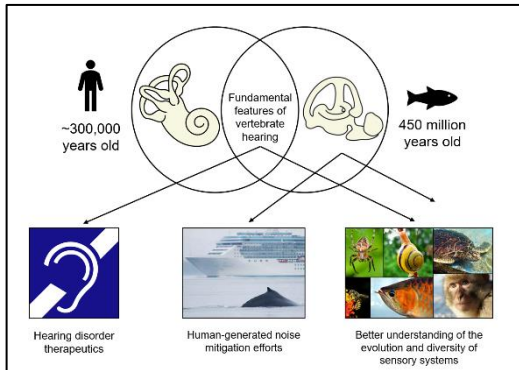 Fundamental
features of
vertebrate
hearing
~300,000
years old
450 million
years old
Hearing disorder
therapeutics
Human-generated noise
mitigation efforts
Better understanding of the
evolution and diversity of
sensory systems